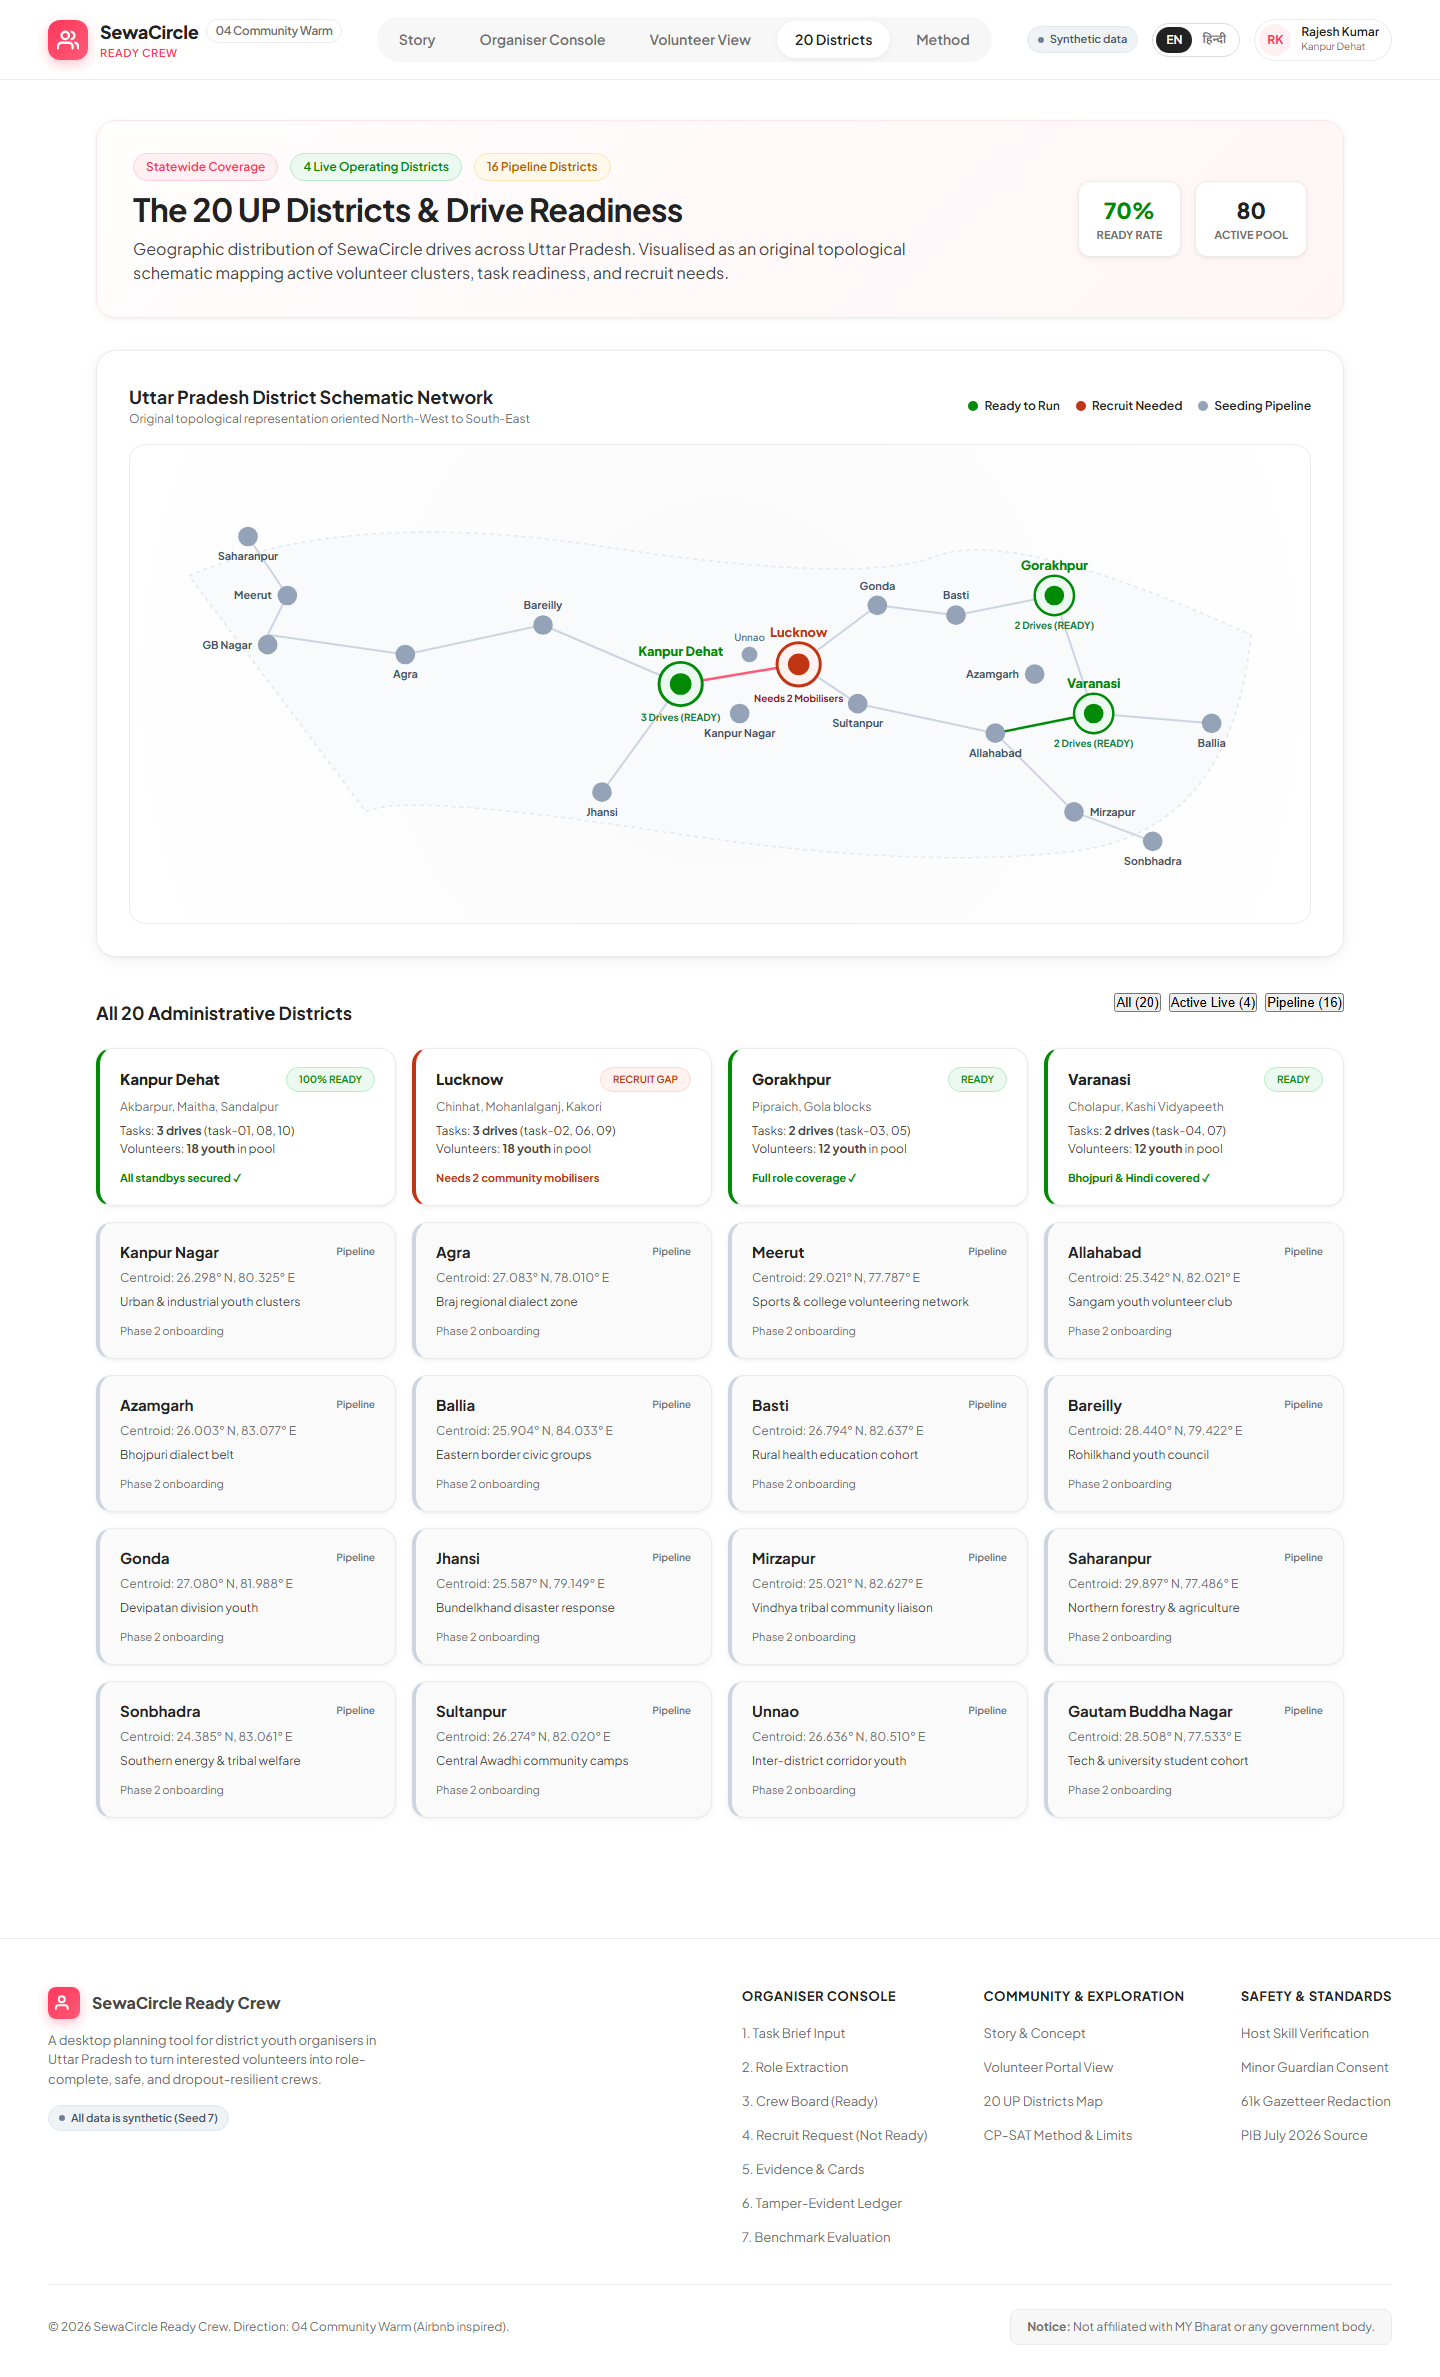 SewaCircle
READY CREW
04 Community Warm
Story
Organiser Console
Volunteer View
20 Districts
Method
Synthetic data
EN
हिन्दी
RK
Rajesh Kumar
Kanpur Dehat
Statewide Coverage
4 Live Operating Districts
16 Pipeline Districts
The 20 UP Districts & Drive Readiness
Geographic distribution of SewaCircle drives across Uttar Pradesh. Visualised as an original topological
schematic mapping active volunteer clusters, task readiness, and recruit needs.
70%
READY RATE
80
ACTIVE POOL
Uttar Pradesh District Schematic Network
Original topological representation oriented North-West to South-East
Ready to Run
Recruit Needed
Seeding Pipeline
Saharanpur
Meerut
GB Nagar
Agra
Bareilly
Kanpur Dehat
3 Drives (READY)
Unnao
Lucknow
Needs 2 Mobilisers
Kanpur Nagar
Jhansi
Gonda
Basti
Gorakhpur
2 Drives (READY)
Sultanpur
Azamgarh
Varanasi
2 Drives (READY)
Allahabad
Ballia
Mirzapur
Sonbhadra
All 20 Administrative Districts
All (20)
Active Live (4)
Pipeline (16)
Kanpur Dehat
100% READY
Akbarpur, Maitha, Sandalpur
Tasks: 3 drives (task-01, 08, 10)
Volunteers: 18 youth in pool
All standbys secured ✓
Lucknow
RECRUIT GAP
Chinhat, Mohanlalganj, Kakori
Tasks: 3 drives (task-02, 06, 09)
Volunteers: 18 youth in pool
Needs 2 community mobilisers
Gorakhpur
READY
Pipraich, Gola blocks
Tasks: 2 drives (task-03, 05)
Volunteers: 12 youth in pool
Full role coverage ✓
Varanasi
READY
Cholapur, Kashi Vidyapeeth
Tasks: 2 drives (task-04, 07)
Volunteers: 12 youth in pool
Bhojpuri & Hindi covered ✓
Kanpur Nagar
Pipeline
Centroid: 26.298° N, 80.325° E
Urban & industrial youth clusters
Phase 2 onboarding
Agra
Pipeline
Centroid: 27.083° N, 78.010° E
Braj regional dialect zone
Phase 2 onboarding
Meerut
Pipeline
Centroid: 29.021° N, 77.787° E
Sports & college volunteering network
Phase 2 onboarding
Allahabad
Pipeline
Centroid: 25.342° N, 82.021° E
Sangam youth volunteer club
Phase 2 onboarding
Azamgarh
Pipeline
Centroid: 26.003° N, 83.077° E
Bhojpuri dialect belt
Phase 2 onboarding
Ballia
Pipeline
Centroid: 25.904° N, 84.033° E
Eastern border civic groups
Phase 2 onboarding
Basti
Pipeline
Centroid: 26.794° N, 82.637° E
Rural health education cohort
Phase 2 onboarding
Bareilly
Pipeline
Centroid: 28.440° N, 79.422° E
Rohilkhand youth council
Phase 2 onboarding
Gonda
Pipeline
Centroid: 27.080° N, 81.988° E
Devipatan division youth
Phase 2 onboarding
Jhansi
Pipeline
Centroid: 25.587° N, 79.149° E
Bundelkhand disaster response
Phase 2 onboarding
Mirzapur
Pipeline
Centroid: 25.021° N, 82.627° E
Vindhya tribal community liaison
Phase 2 onboarding
Saharanpur
Pipeline
Centroid: 29.897° N, 77.486° E
Northern forestry & agriculture
Phase 2 onboarding
Sonbhadra
Pipeline
Centroid: 24.385° N, 83.061° E
Southern energy & tribal welfare
Phase 2 onboarding
Sultanpur
Pipeline
Centroid: 26.274° N, 82.020° E
Central Awadhi community camps
Phase 2 onboarding
Unnao
Pipeline
Centroid: 26.636° N, 80.510° E
Inter-district corridor youth
Phase 2 onboarding
Gautam Buddha Nagar
Pipeline
Centroid: 28.508° N, 77.533° E
Tech & university student cohort
Phase 2 onboarding
SewaCircle Ready Crew
A desktop planning tool for district youth organisers in
Uttar Pradesh to turn interested volunteers into role-
complete, safe, and dropout-resilient crews.
All data is synthetic (Seed 7)
ORGANISER CONSOLE
1. Task Brief Input
2. Role Extraction
3. Crew Board (Ready)
4. Recruit Request (Not Ready)
5. Evidence & Cards
6. Tamper-Evident Ledger
7. Benchmark Evaluation
COMMUNITY & EXPLORATION
Story & Concept
Volunteer Portal View
20 UP Districts Map
CP-SAT Method & Limits
SAFETY & STANDARDS
Host Skill Verification
Minor Guardian Consent
61k Gazetteer Redaction
PIB July 2026 Source
© 2026 SewaCircle Ready Crew. Direction: 04 Community Warm (Airbnb inspired).
Notice: Not affiliated with MY Bharat or any government body.